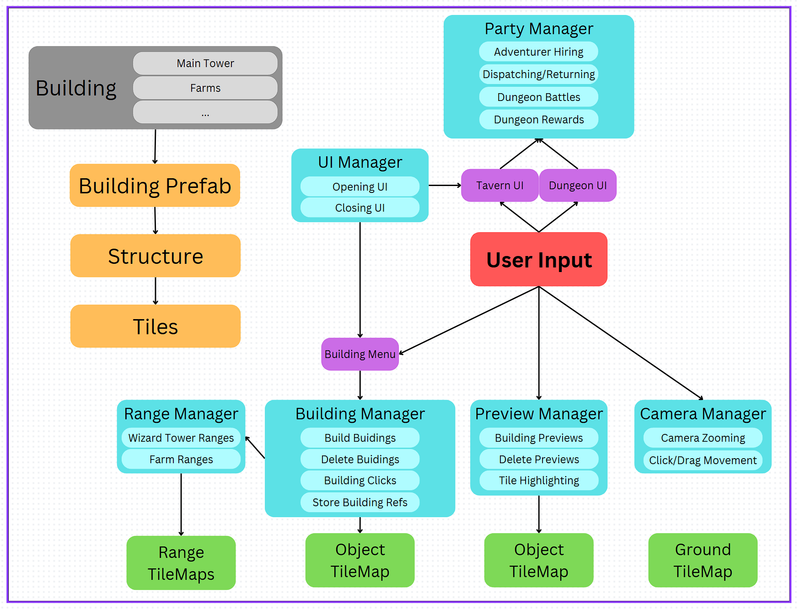 Building
Main Tower
Farms
...
Building Prefab
Structure
Tiles
Party Manager
Adventurer Hiring
Dispatching/Returning
Dungeon Battles
Dungeon Rewards
UI Manager
Opening UI
Closing UI
Tavern UI
Dungeon UI
User Input
Building Menu
Range Manager
Wizard Tower Ranges
Farm Ranges
Building Manager
Build Buidings
Delete Buidings
Building Clicks
Store Building Refs
Preview Manager
Building Previews
Delete Previews
Tile Highlighting
Camera Manager
Camera Zooming
Click/Drag Movement
Range
TileMaps
Object
TileMap
Object
TileMap
Ground
TileMap